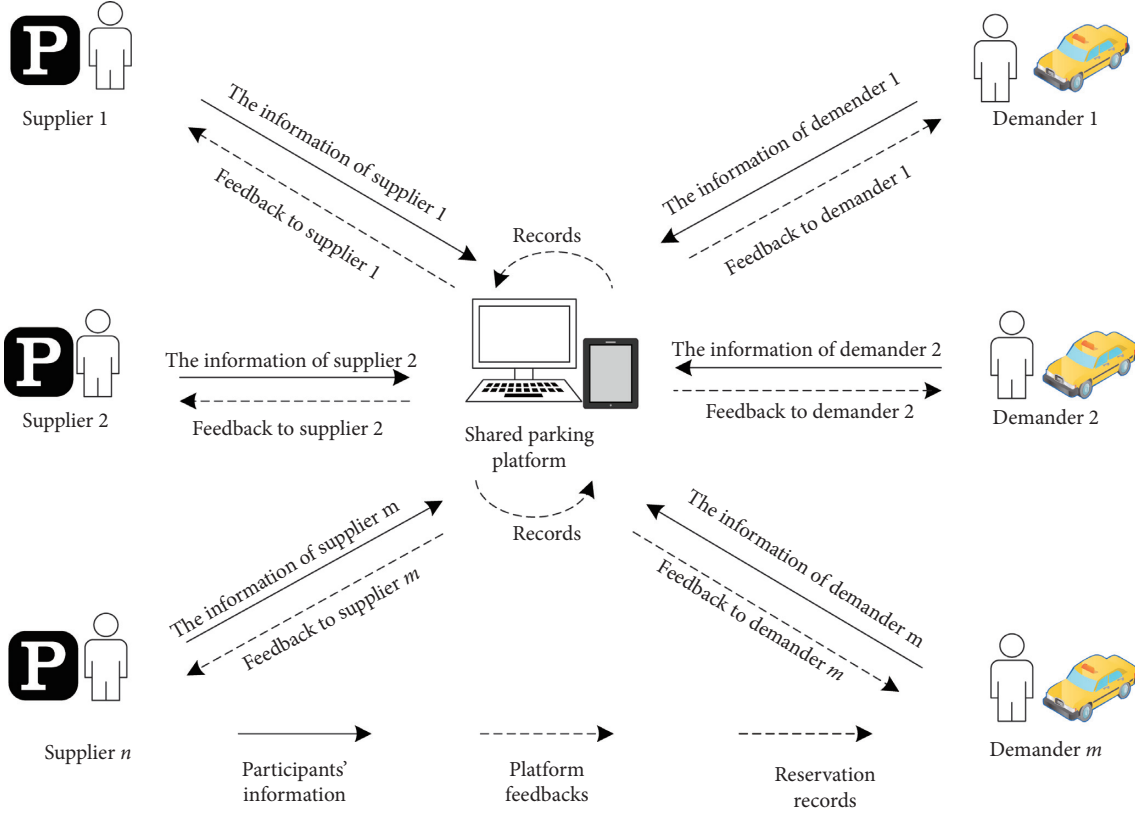 P
Supplier 1
Demander 1
The information of supplier 1
Feedback to supplier 1
The information of demender 1
Feedback to demander 1
Records
P
Supplier 2
The information of supplier 2
Feedback to supplier 2
The information of demander 2
Feedback to demander 2
Demander 2
Shared parking
platform
Records
The information of supplier m
Feedback to supplier m
The information of demander m
Feedback to demander m
P
Supplier n
Demander m
Participants'
information
Platform
feedbacks
Reservation
records